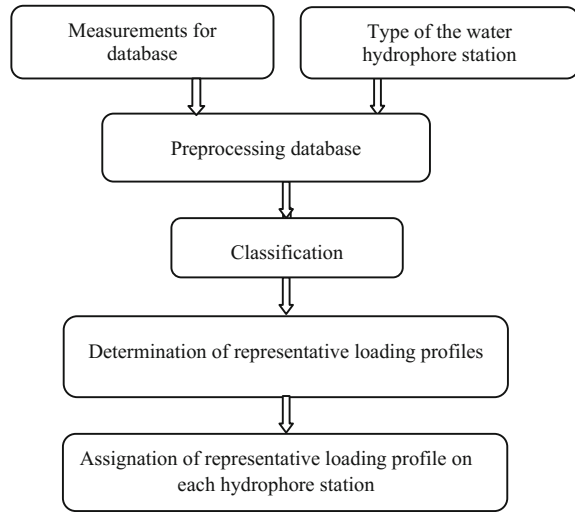 Measurements for
database
Type of the water
hydrophore station
Preprocessing database
Classification
Determination of representative loading profiles
Assignation of representative loading profile on
each hydrophore station